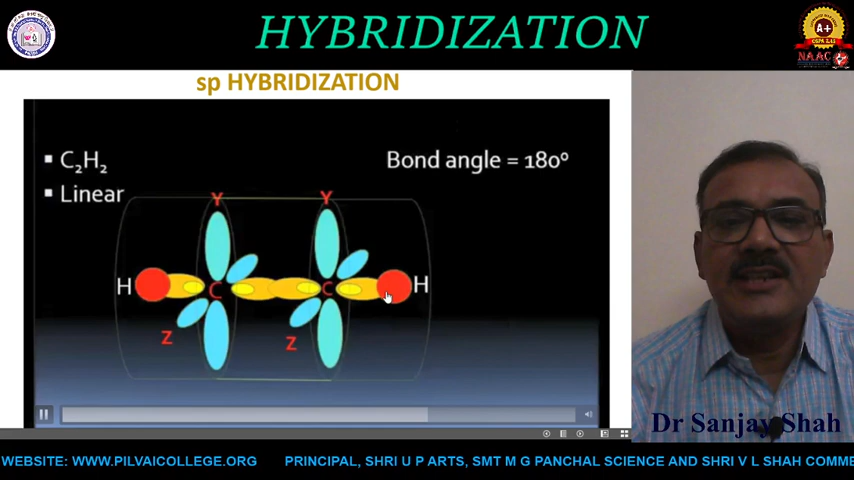 HYBRIDIZATION
A+
NAAC
sp HYBRIDIZATION
▪ C₂H₂
Bond angle = 180⁰
▪ Linear
Y Y
H C C H
Z Z
Dr Sanjay Shah
WEBSITE: WWW.PILVAICOLLEGE.ORG PRINCIPAL, SHRI U P ARTS, SMT M G PANCHAL SCIENCE AND SHRI V L SHAH COMME